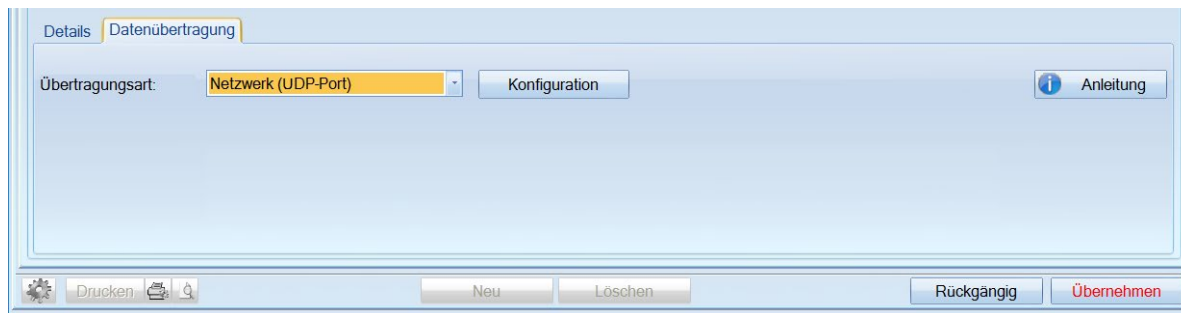 Details Datenübertragung
Übertragungsart: Netzwerk (UDP-Port) Konfiguration Anleitung
Drucken Neu Löschen Rückgängig Übernehmen